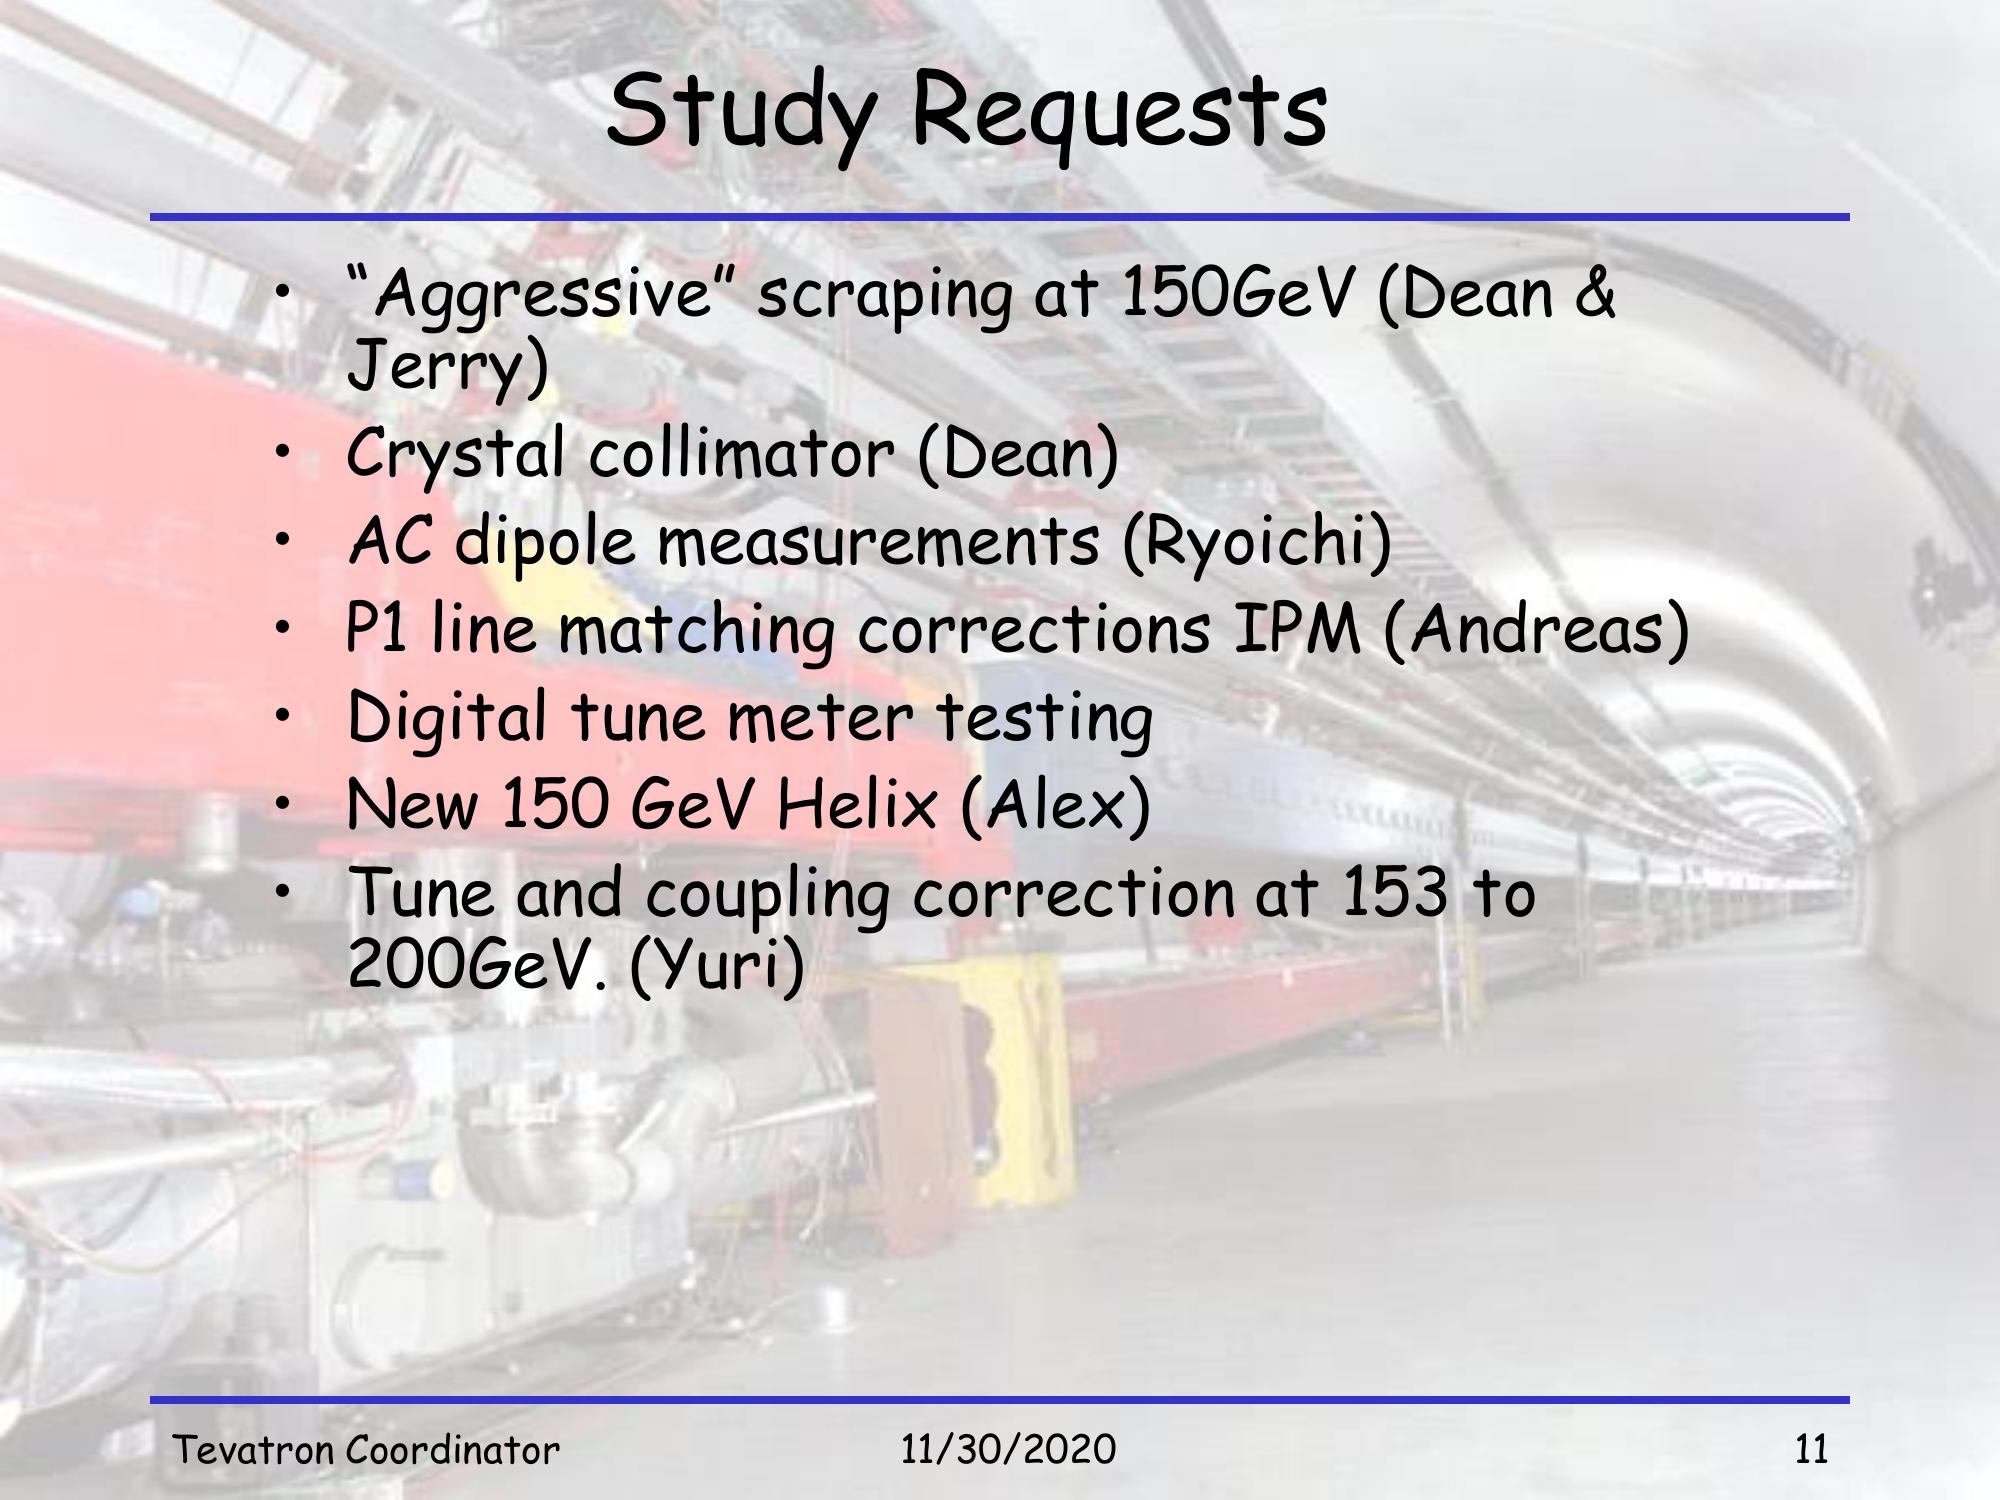 Study Requests
• “Aggressive” scraping at 150GeV (Dean &
Jerry)
• Crystal collimator (Dean)
• AC dipole measurements (Ryoichi)
• P1 line matching corrections IPM (Andreas)
• Digital tune meter testing
• New 150 GeV Helix (Alex)
• Tune and coupling correction at 153 to
200GeV. (Yuri)
Tevatron Coordinator 11/30/2020 11